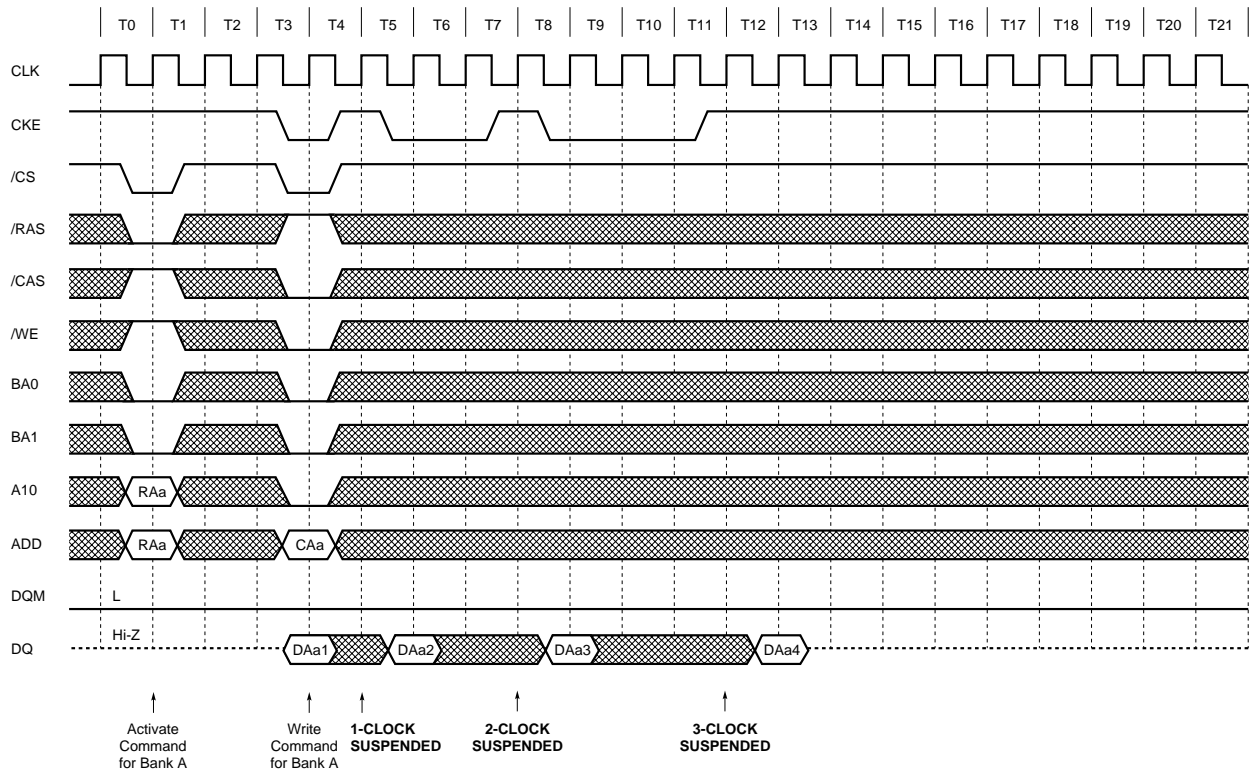 T0 T1 T2 T3 T4 T5 T6 T7 T8 T9 T10 T11 T12 T13 T14 T15 T16 T17 T18 T19 T20 T21
CLK
CKE
/CS
/RAS
/CAS
/WE
BA0
BA1
A10 RAa
ADD RAa CAa
DQM L
DQ Hi-Z DAa1 DAa2 DAa3 DAa4
Activate
Command
for Bank A
Write
Command
for Bank A
1-CLOCK
SUSPENDED
2-CLOCK
SUSPENDED
3-CLOCK
SUSPENDED